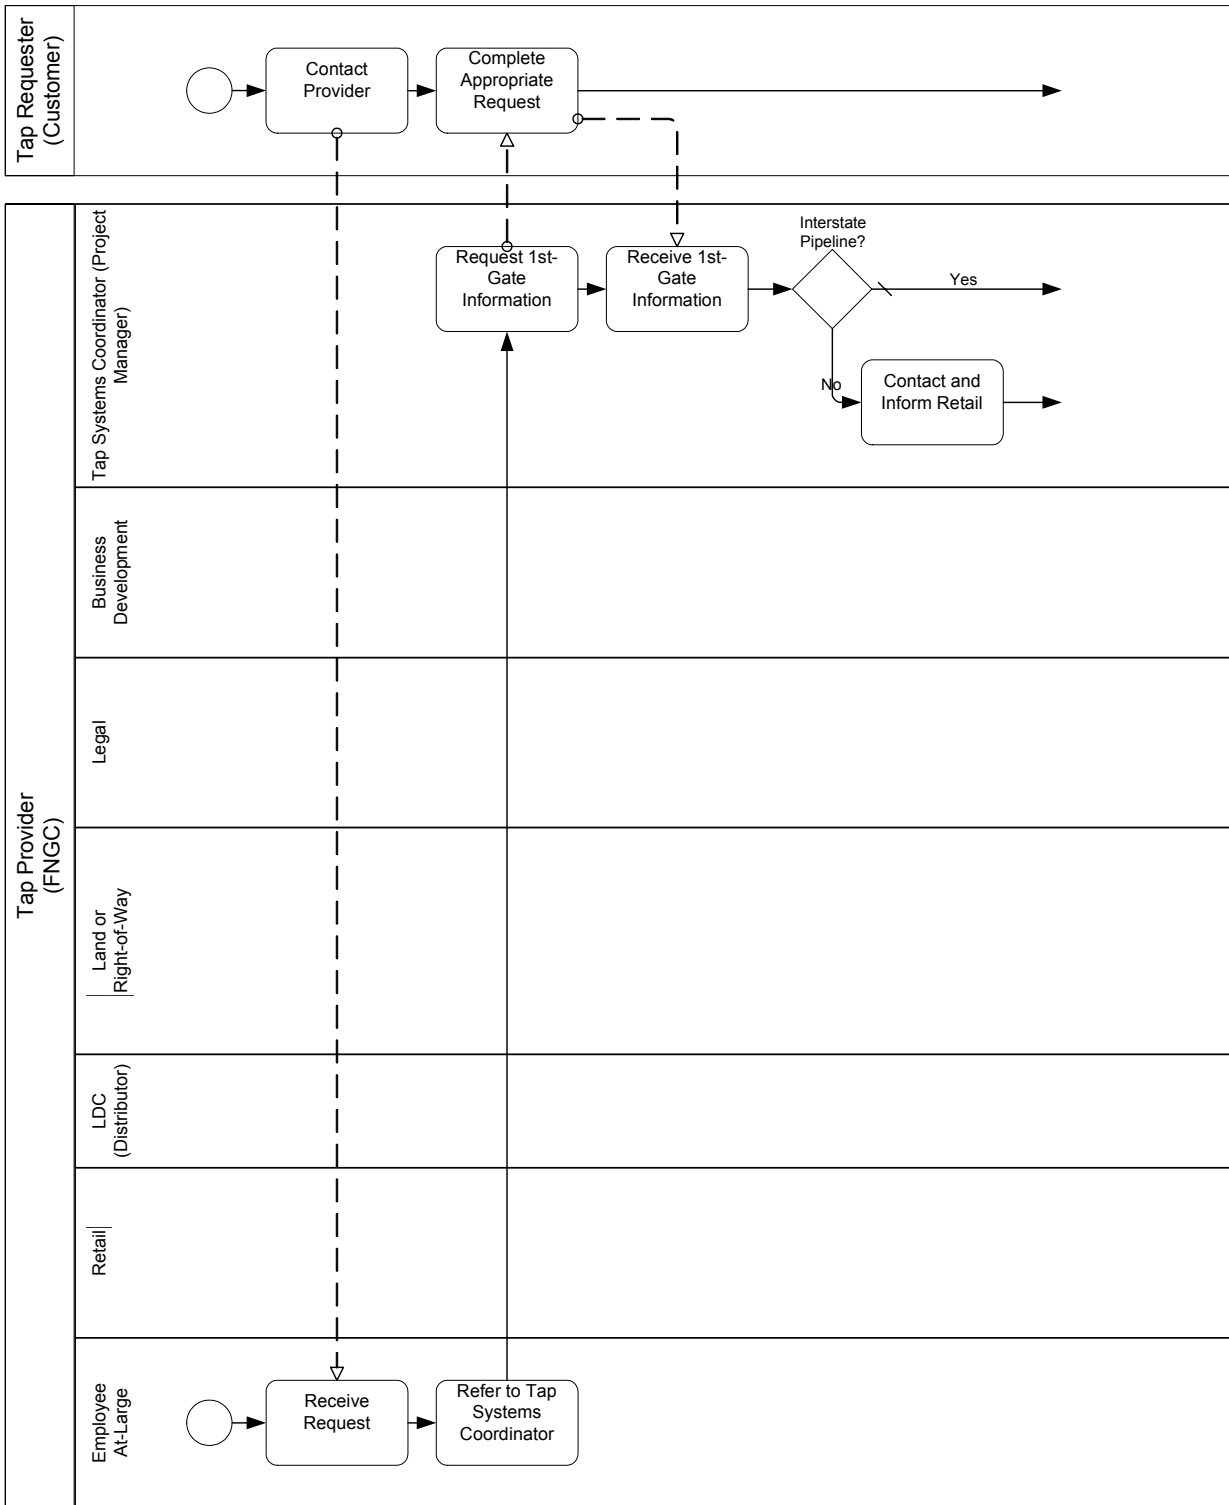 Tap Requester
(Customer)
Contact
Provider
Complete
Appropriate
Request
Tap Provider
(FNGC)
Tap Systems Coordinator (Project
Manager)
Request 1st-
Gate
Information
Receive 1st-
Gate
Information
Interstate
Pipeline?
Yes
No
Contact and
Inform Retail
Business
Development
Legal
Land or
Right-of-Way
LDC
(Distributor)
Retail
Employee
At-Large
Receive
Request
Refer to Tap
Systems
Coordinator